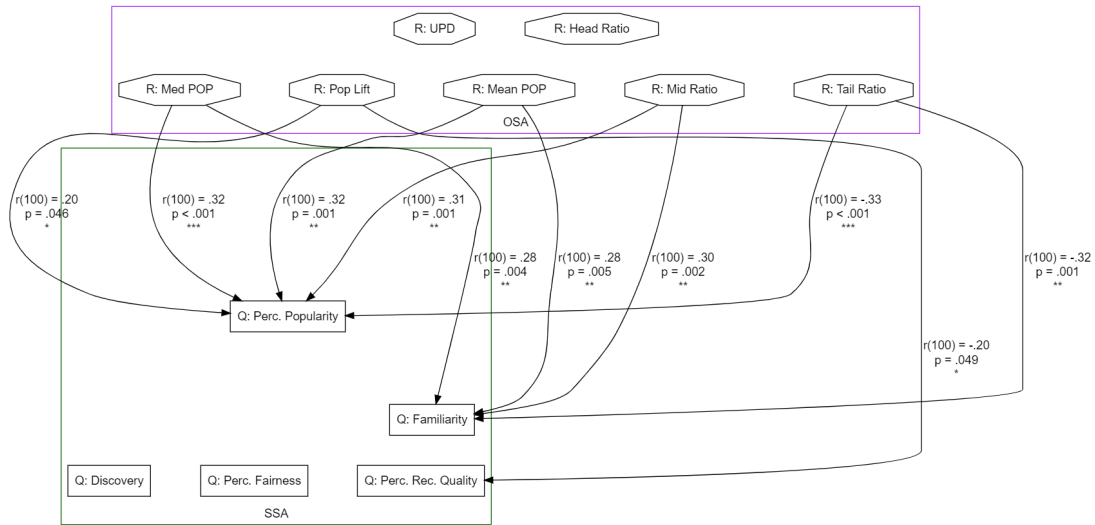 R: UPD
R: Head Ratio
R: Med POP
R: Pop Lift
R: Mean POP
R: Mid Ratio
R: Tail Ratio
OSA
r(100) = .20
p = .046
*
r(100) = .32
p < .001
***
r(100) = .32
p = .001
**
r(100) = .31
p = .001
**
r(100) = -.33
p < .001
***
r(100) = .28
p = .004
**
r(100) = .28
p = .005
**
r(100) = .30
p = .002
**
r(100) = -.32
p = .001
**
Q: Perc. Popularity
r(100) = -.20
p = .049
*
Q: Familiarity
Q: Discovery
Q: Perc. Fairness
Q: Perc. Rec. Quality
SSA